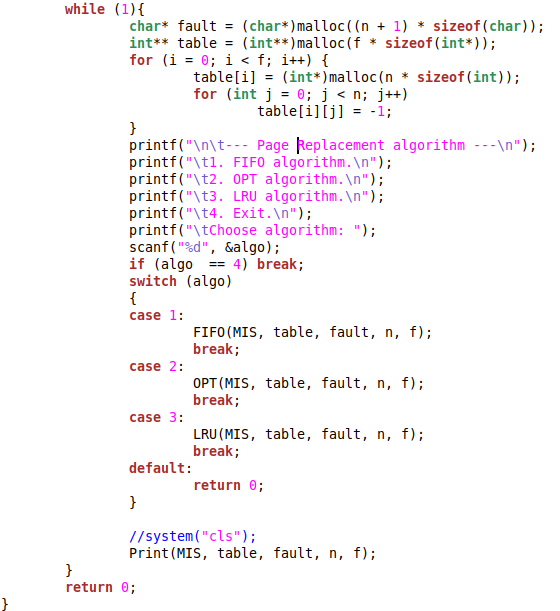 while (1){
                char* fault = (char*)malloc((n + 1) * sizeof(char));
                int** table = (int**)malloc(f * sizeof(int*));
                for (i = 0; i < f; i++) {
                        table[i] = (int*)malloc(n * sizeof(int));
                        for (int j = 0; j < n; j++)
                                table[i][j] = -1;
                }
                printf("\n\t--- Page Replacement algorithm ---\n");
                printf("\t1. FIFO algorithm.\n");
                printf("\t2. OPT algorithm.\n");
                printf("\t3. LRU algorithm.\n");
                printf("\t4. Exit.\n");
                printf("\tChoose algorithm: ");
                scanf("%d", &algo);
                if (algo  == 4) break;
                switch (algo)
                {
                case 1:
                        FIFO(MIS, table, fault, n, f);
                        break;
                case 2:
                        OPT(MIS, table, fault, n, f);
                        break;
                case 3:
                        LRU(MIS, table, fault, n, f);
                        break;
                default:
                        return 0;
                }

                //system("cls");
                Print(MIS, table, fault, n, f);
        }
        return 0;
}